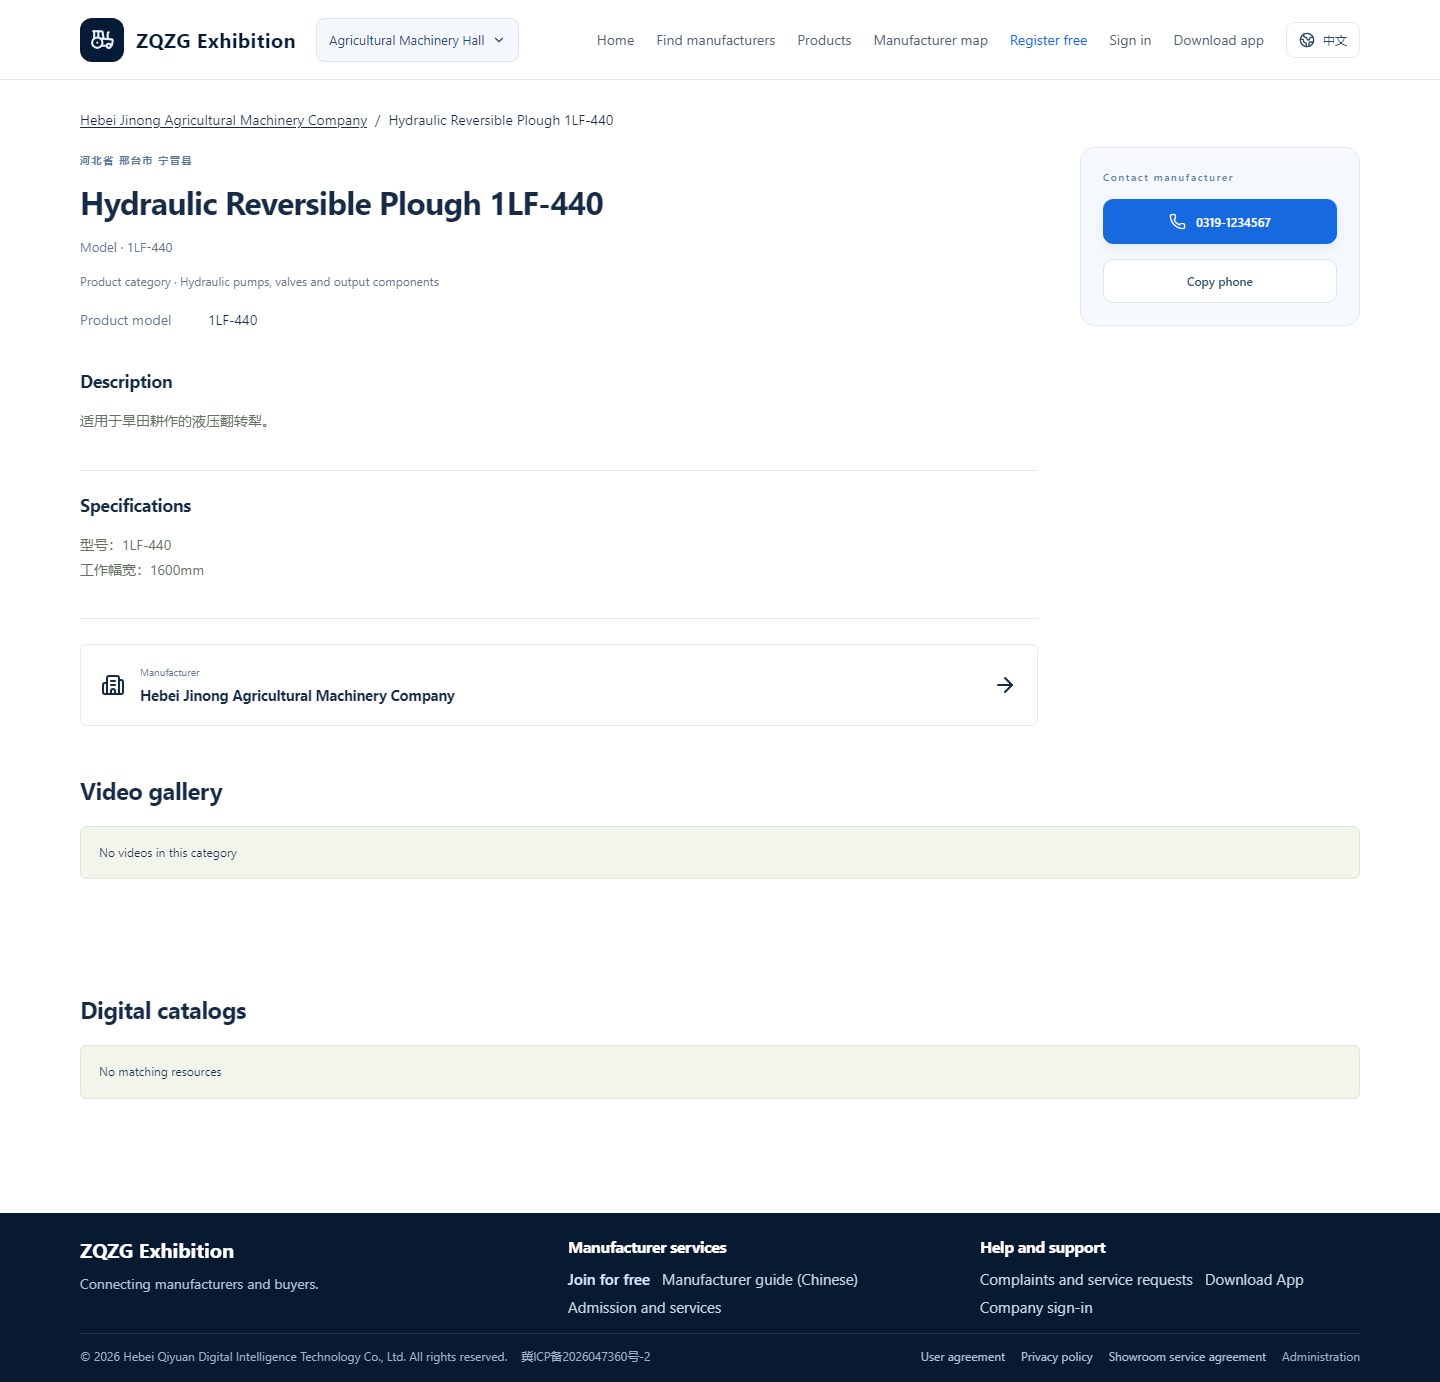 ZQZG Exhibition
Agricultural Machinery Hall
Home Find manufacturers Products Manufacturer map Register free Sign in Download app 中文
Hebei Jinong Agricultural Machinery Company / Hydraulic Reversible Plough 1LF-440
河北省 邢台市 宁晋县
Hydraulic Reversible Plough 1LF-440
Model · 1LF-440
Product category · Hydraulic pumps, valves and output components
Product model 1LF-440
Contact manufacturer
0319-1234567
Copy phone
Description
适用于旱田耕作的液压翻转犁。
Specifications
型号：1LF-440
工作幅宽：1600mm
Manufacturer
Hebei Jinong Agricultural Machinery Company
Video gallery
No videos in this category
Digital catalogs
No matching resources
ZQZG Exhibition
Connecting manufacturers and buyers.
Manufacturer services
Join for free Manufacturer guide (Chinese)
Admission and services
Help and support
Complaints and service requests Download App
Company sign-in
© 2026 Hebei Qiyuan Digital Intelligence Technology Co., Ltd. All rights reserved. 冀ICP备2026047360号-2
User agreement Privacy policy Showroom service agreement Administration